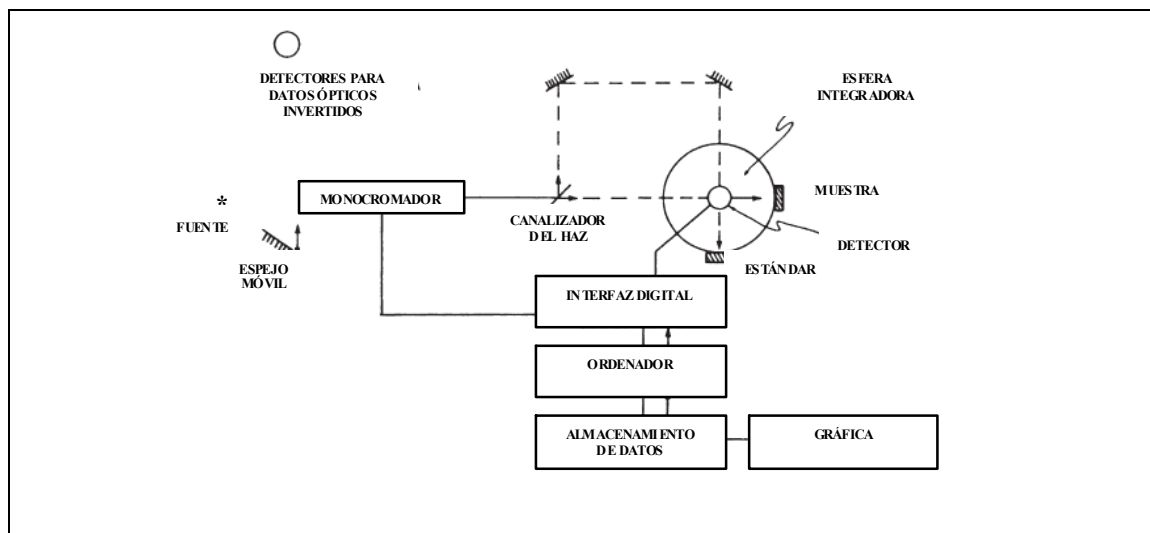 DETECTORES PARA
DATOS ÓPTICOS
INVERTIDOS
ESFERA
INTEGRADORA
MONOCROMADOR
MUESTRA
*
FUENTE
CANALIZADOR
DEL HAZ
DETECTOR
ESPEJO
MÓVIL
ESTÁNDAR
INTERFAZ DIGITAL
ORDENADOR
ALMACENAMIENTO
DE DATOS
GRÁFICA